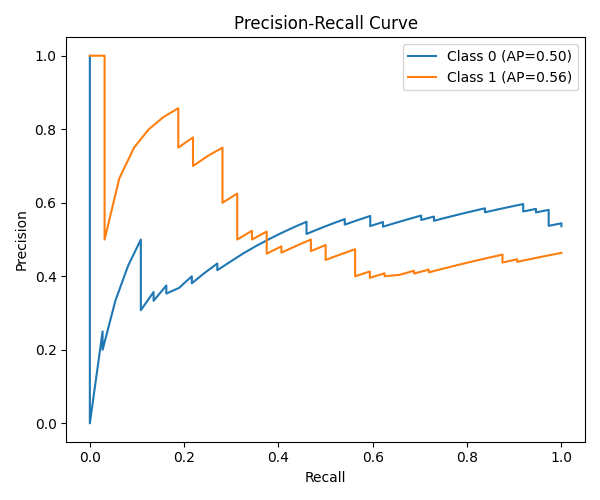 Precision-Recall Curve
Class 0 (AP=0.50)
Class 1 (AP=0.56)
Precision
1.0
0.8
0.6
0.4
0.2
0.0
0.0 0.2 0.4 0.6 0.8 1.0
Recall